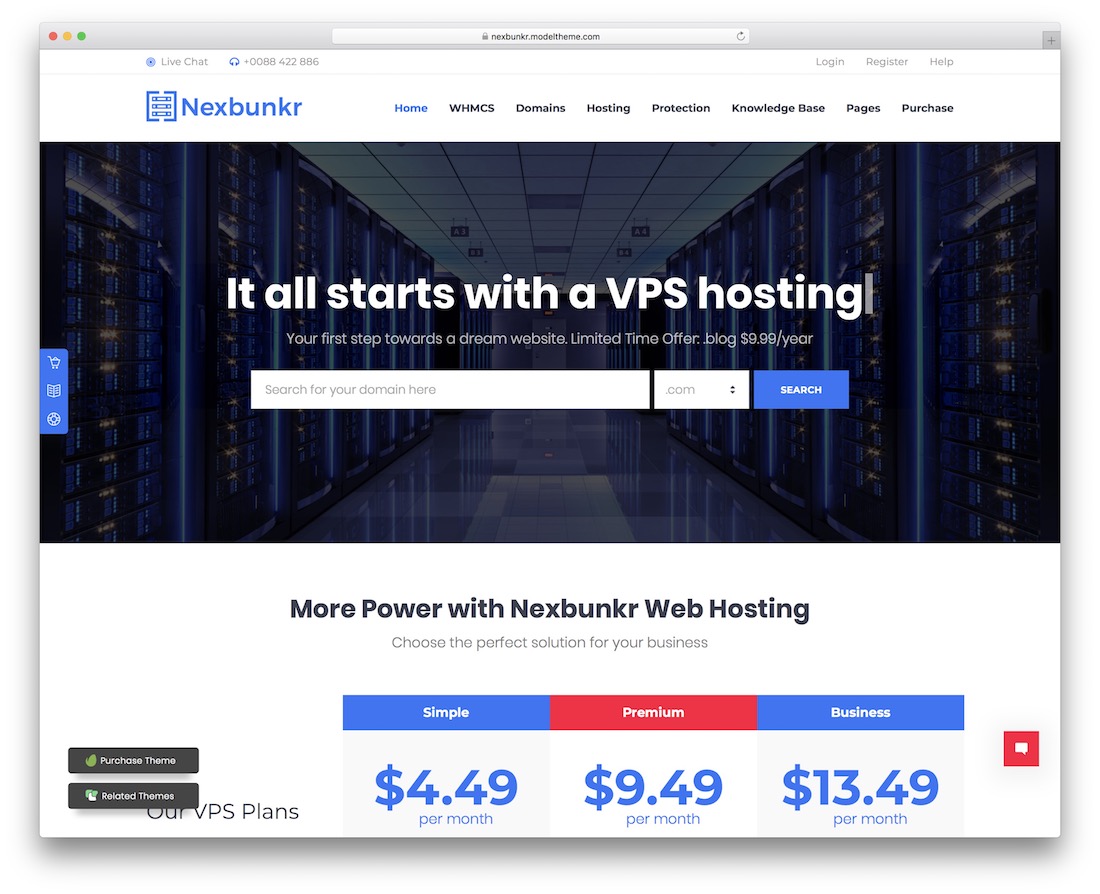 nexbunkr.modeltheme.com
Live Chat +0088 422 886 Login Register Help
Nexbunkr Home WHMCS Domains Hosting Protection Knowledge Base Pages Purchase
A3 A4
It all starts with a VPS hosting
Your first step towards a dream website. Limited Time Offer: .blog $9.99/year
Search for your domain here .com SEARCH
More Power with Nexbunkr Web Hosting
Choose the perfect solution for your business
Simple Premium Business
Purchase Theme
$4.49 $9.49 $13.49
Related Themes
Our VPS Plans
per month per month per month